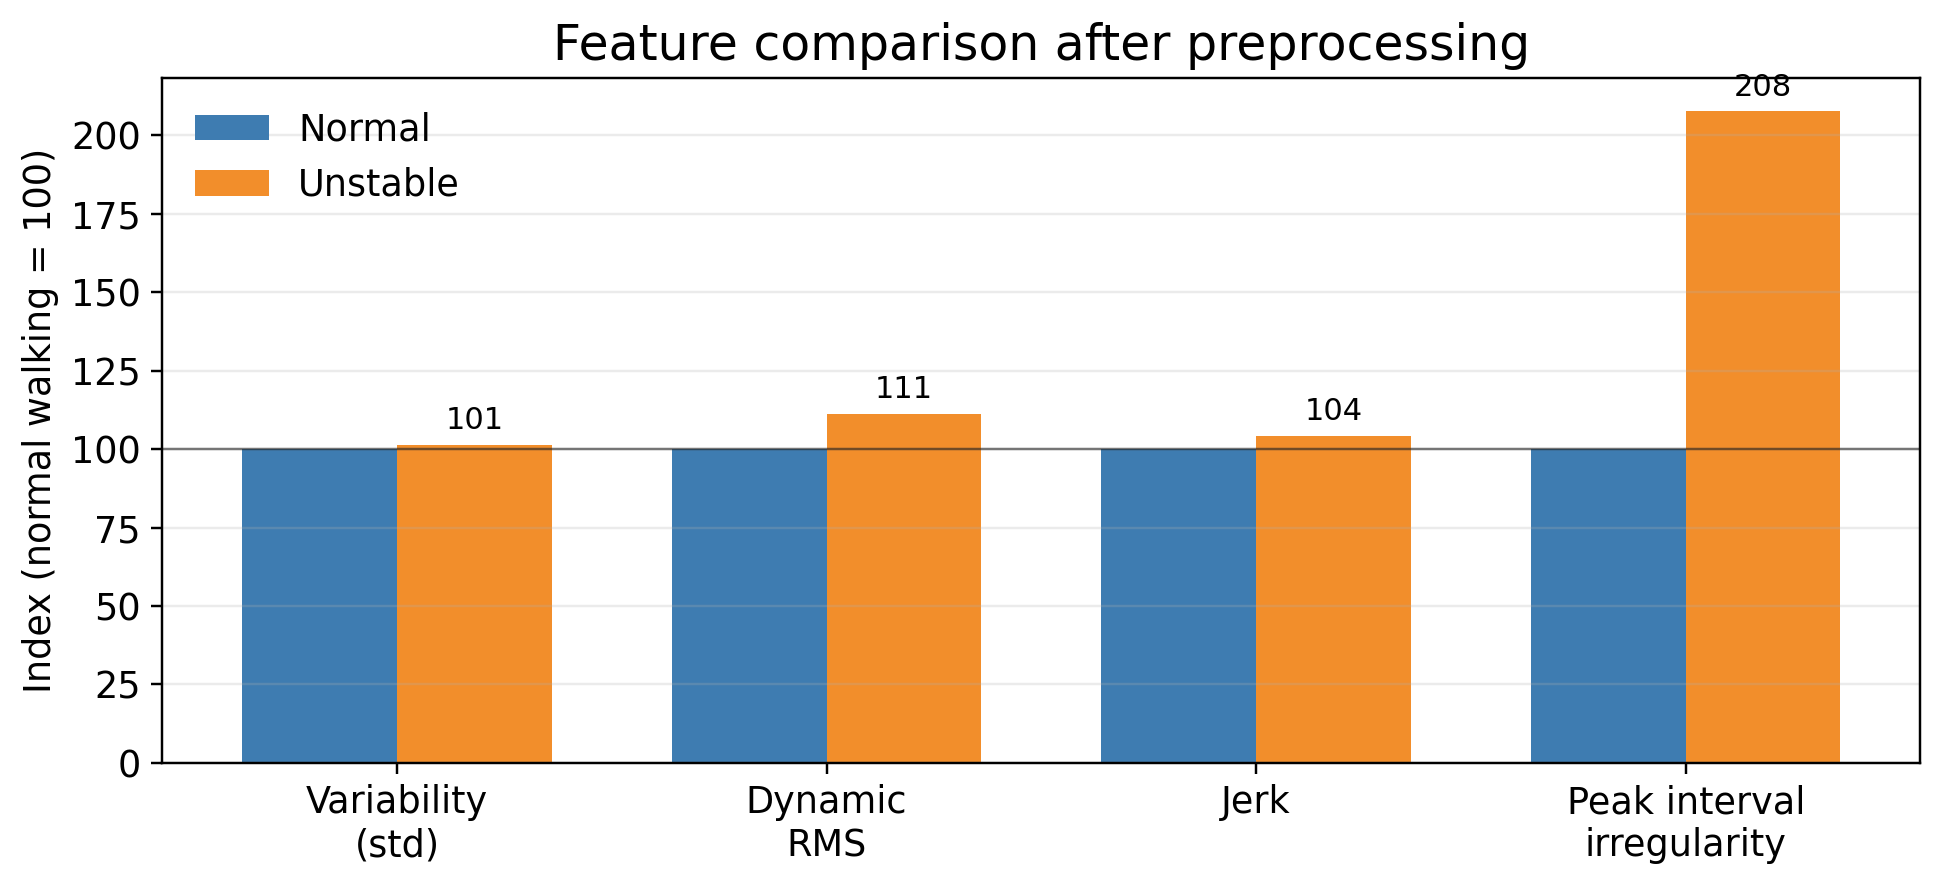 Feature comparison after preprocessing
Index (normal walking = 100)
200
175
150
125
100
75
50
25
0
Normal
Unstable
101
111
104
208
Variability
(std)
Dynamic
RMS
Jerk
Peak interval
irregularity